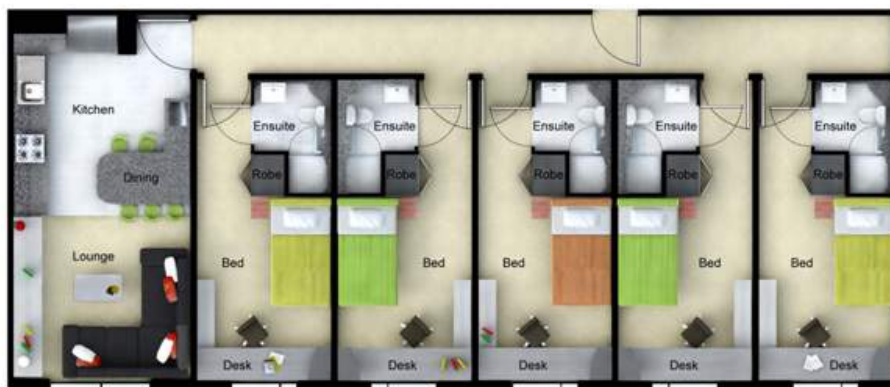 Kitchen
Dining
Lounge
Ensuite
Robe
Bed
Desk
Ensuite
Robe
Bed
Desk
Ensuite
Robe
Bed
Desk
Ensuite
Robe
Bed
Desk
Ensuite
Robe
Bed
Desk